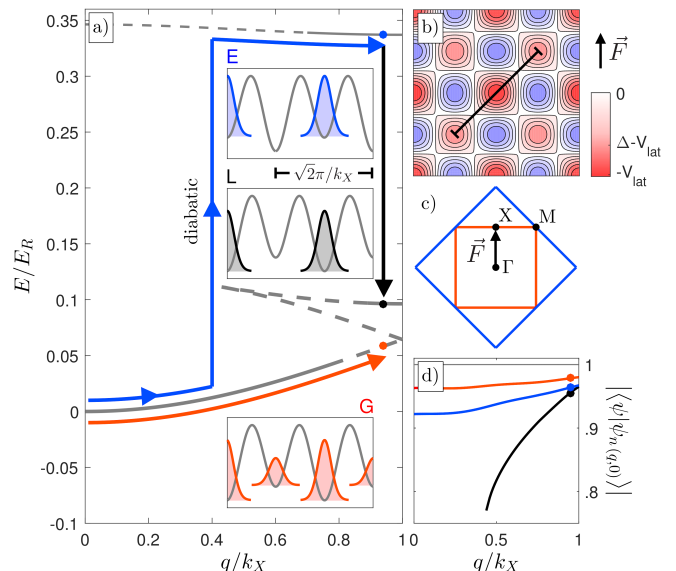 a)
E/E_R
0.35
0.3
0.25
0.2
0.15
0.1
0.05
0
-0.05
-0.1
0
0.2
0.4
0.6
0.8
1
q/k_X
diabatic
E
L
√2π/k_X
G
b)
F⃗
0
Δ-V_lat
-V_lat
c)
X
M
F⃗
Γ
d)
.9
.8
0
0.5
1
q/k_X
|⟨ψ|ψ_n^(q,0)⟩|